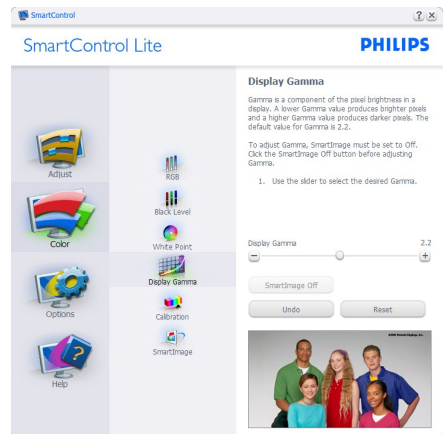 SmartControl
SmartControl Lite
PHILIPS
Adjust
Color
Options
Help
RGB
Black Level
White Point
Display Gamma
Calibration
SmartImage
Display Gamma
Gamma is a component of the pixel brightness in a
display. A lower Gamma value produces brighter pixels
and a higher Gamma value produces darker pixels. The
default value for Gamma is 2.2.
To adjust Gamma, SmartImage must be set to Off.
Click the SmartImage Off button before adjusting
Gamma.
1. Use the slider to select the desired Gamma.
Display Gamma 2.2
SmartImage Off
Undo Reset